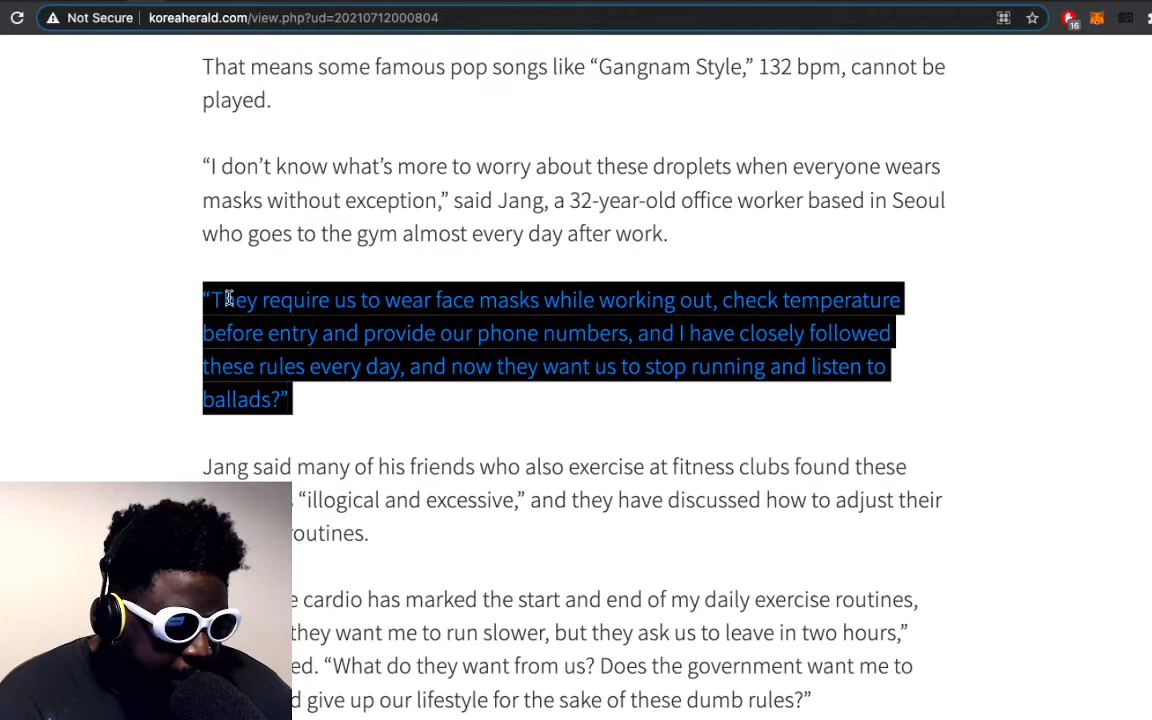 Not Secure koreaherald.com/view.php?ud=20210712000804
16
That means some famous pop songs like “Gangnam Style,” 132 bpm, cannot be
played.
“I don’t know what’s more to worry about these droplets when everyone wears
masks without exception,” said Jang, a 32-year-old office worker based in Seoul
who goes to the gym almost every day after work.
“They require us to wear face masks while working out, check temperature
before entry and provide our phone numbers, and I have closely followed
these rules every day, and now they want us to stop running and listen to
ballads?”
Jang said many of his friends who also exercise at fitness clubs found these
“illogical and excessive,” and they have discussed how to adjust their
routines.
cardio has marked the start and end of my daily exercise routines,
they want me to run slower, but they ask us to leave in two hours,”
ed. “What do they want from us? Does the government want me to
give up our lifestyle for the sake of these dumb rules?”